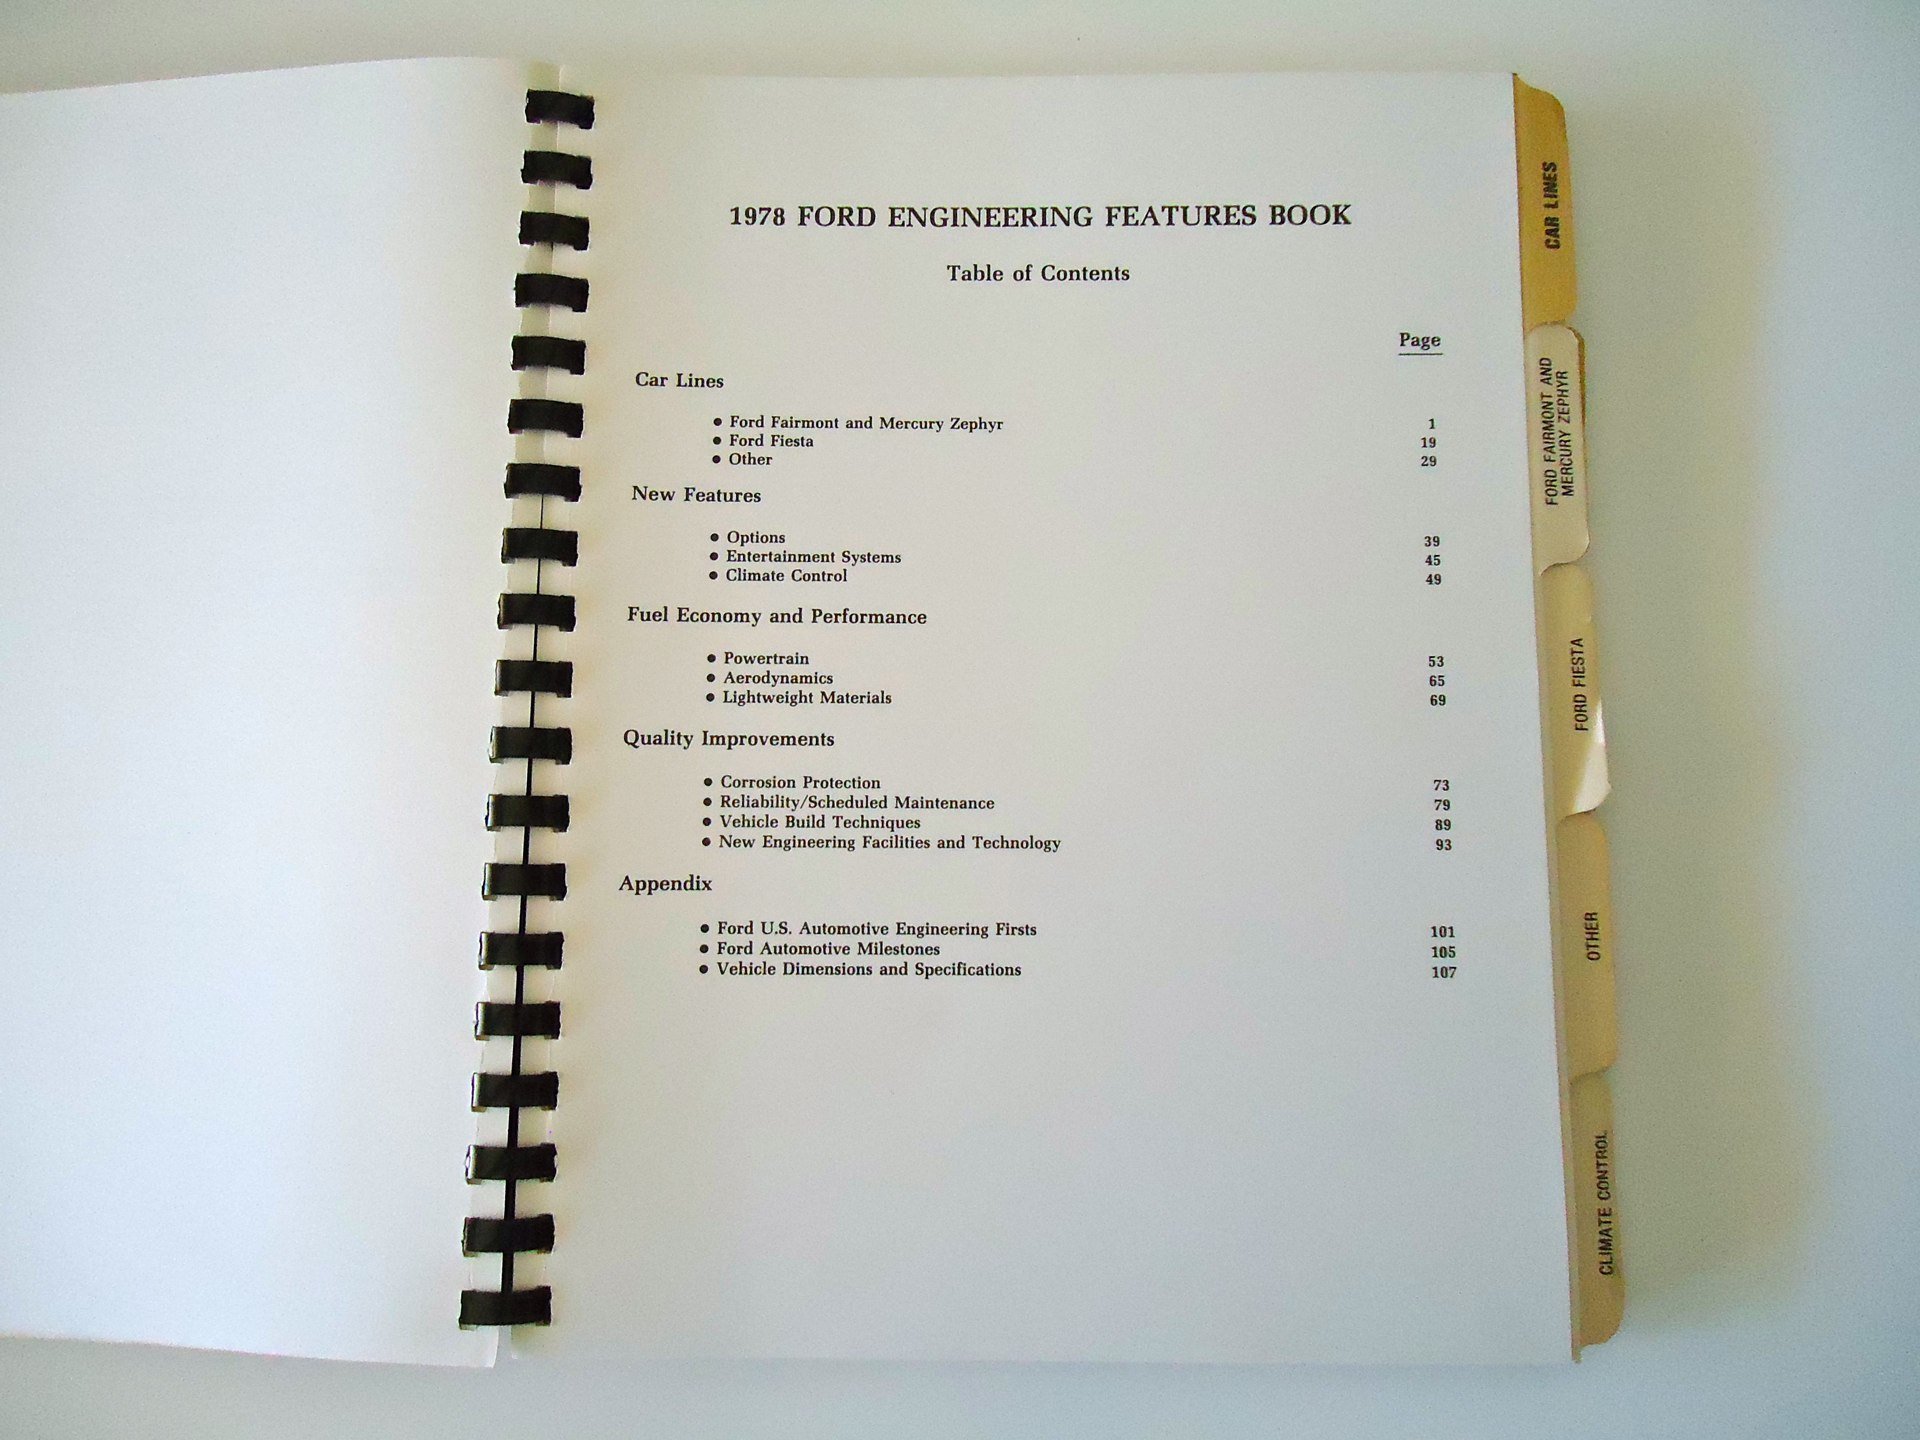 1978 FORD ENGINEERING FEATURES BOOK
Table of Contents
Page
Car Lines
• Ford Fairmont and Mercury Zephyr 1
• Ford Fiesta 19
• Other 29
New Features
• Options 39
• Entertainment Systems 45
• Climate Control 49
Fuel Economy and Performance
• Powertrain 53
• Aerodynamics 65
• Lightweight Materials 69
Quality Improvements
• Corrosion Protection 73
• Reliability/Scheduled Maintenance 79
• Vehicle Build Techniques 89
• New Engineering Facilities and Technology 93
Appendix
• Ford U.S. Automotive Engineering Firsts 101
• Ford Automotive Milestones 105
• Vehicle Dimensions and Specifications 107
CAR LINES
FORD FAIRMONT AND
MERCURY ZEPHYR
FORD FIESTA
OTHER
CLIMATE CONTROL